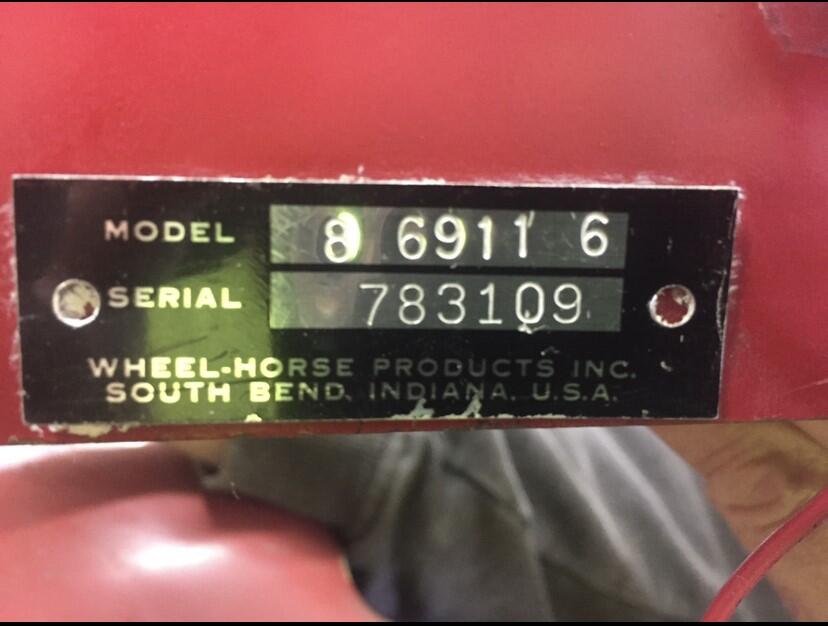 MODEL 8 6911 6
SERIAL 783109
WHEEL-HORSE PRODUCTS INC.
SOUTH BEND, INDIANA, U.S.A.